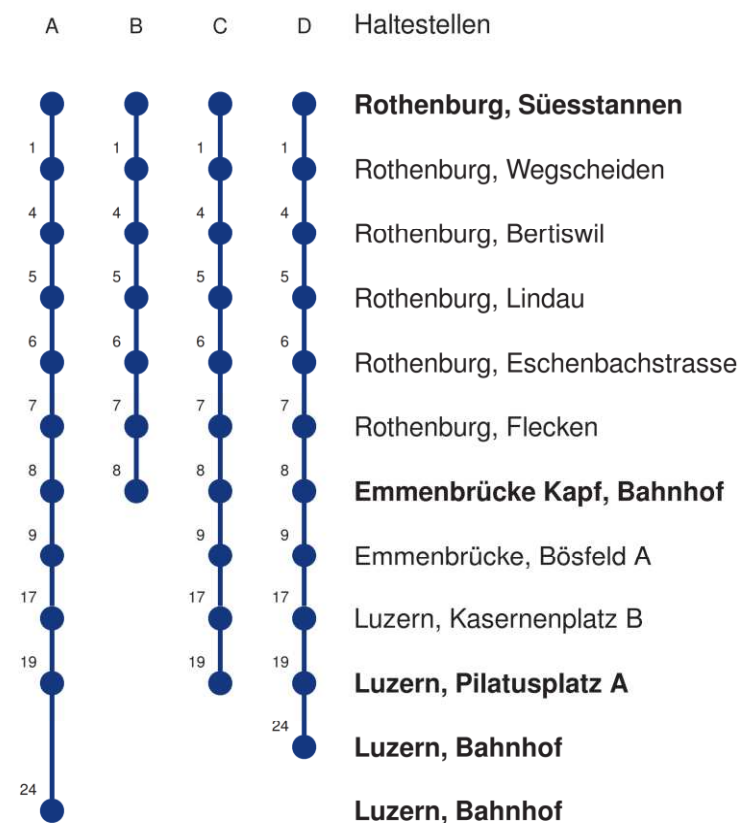 A B C D Haltestellen
Rothenburg, Süesstannen
1 1 1 1 Rothenburg, Wegscheiden
4 4 4 4 Rothenburg, Bertiswil
5 5 5 5 Rothenburg, Lindau
6 6 6 6 Rothenburg, Eschenbachstrasse
7 7 7 7 Rothenburg, Flecken
8 8 8 8 Emmenbrücke Kapf, Bahnhof
9 9 9 Emmenbrücke, Bösfeld A
17 17 17 Luzern, Kasernenplatz B
19 19 19 Luzern, Pilatusplatz A
24 Luzern, Bahnhof
24 Luzern, Bahnhof